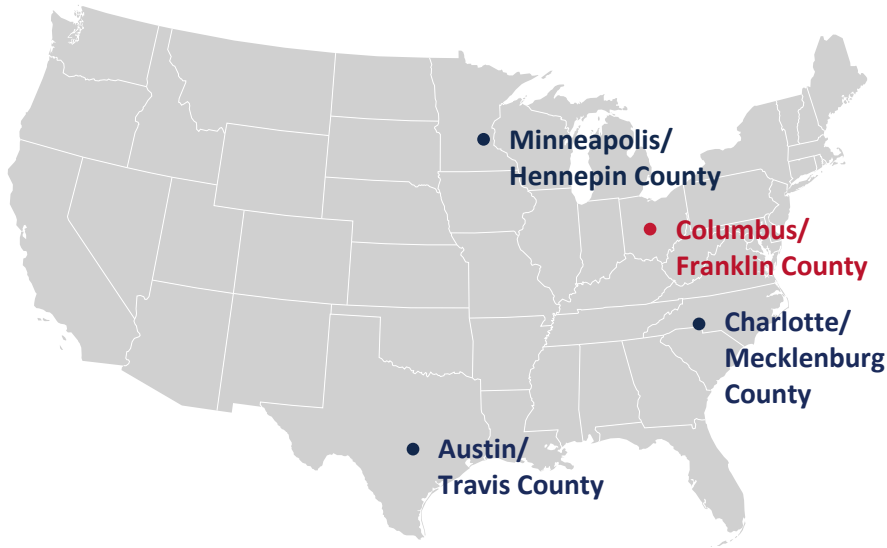 Minneapolis/
Hennepin County
Columbus/
Franklin County
Charlotte/
Mecklenburg
County
Austin/
Travis County